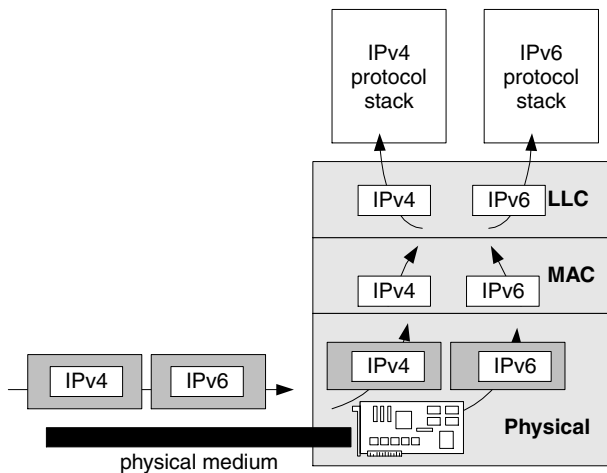 IPv4
protocol
stack
IPv6
protocol
stack
IPv4
IPv6
LLC
IPv4
IPv6
MAC
IPv4
IPv6
IPv4
IPv6
Physical
physical medium